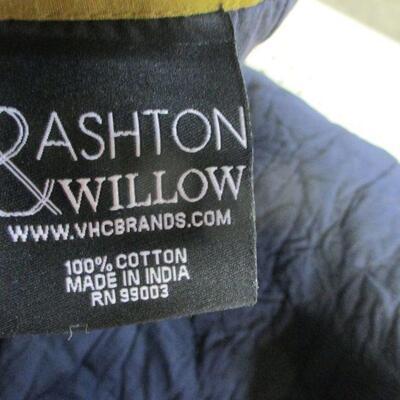 ASHTON
& WILLOW
WWW.VHCBRANDS.COM
100% COTTON
MADE IN INDIA
RN 99003